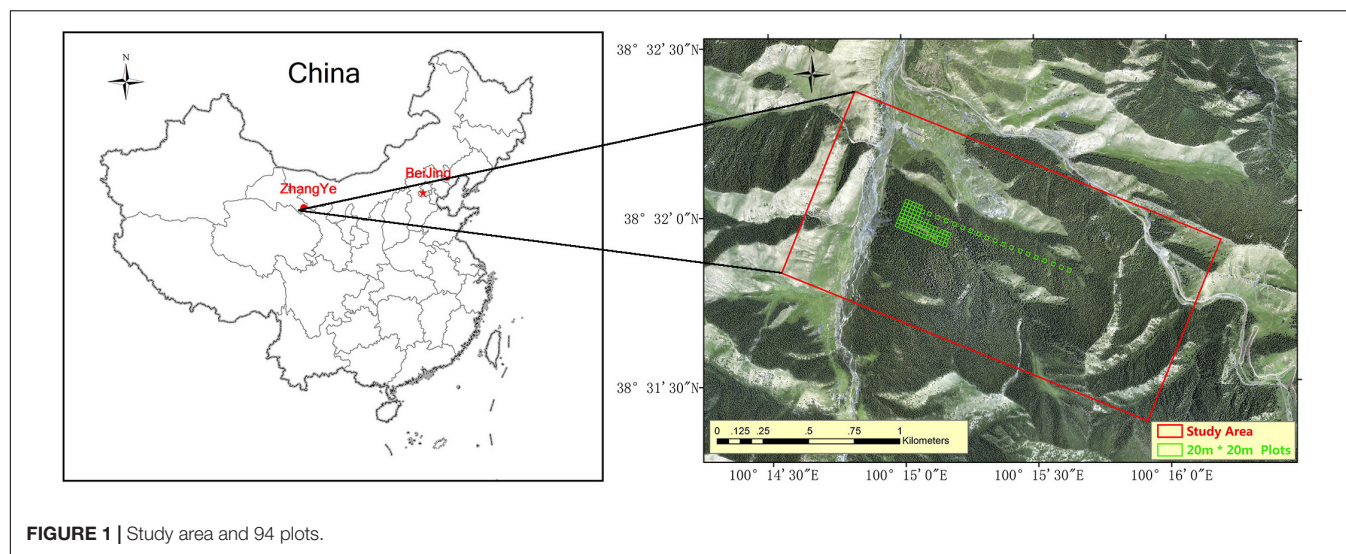 N
China
BeiJing
ZhangYe
38° 32′30″N
38° 32′0″N
38° 31′30″N
0 .125 .25 .5 .75 1
Kilometers
Study Area
20m * 20m Plots
100° 14′30″E 100° 15′0″E 100° 15′30″E 100° 16′0″E
FIGURE 1 | Study area and 94 plots.